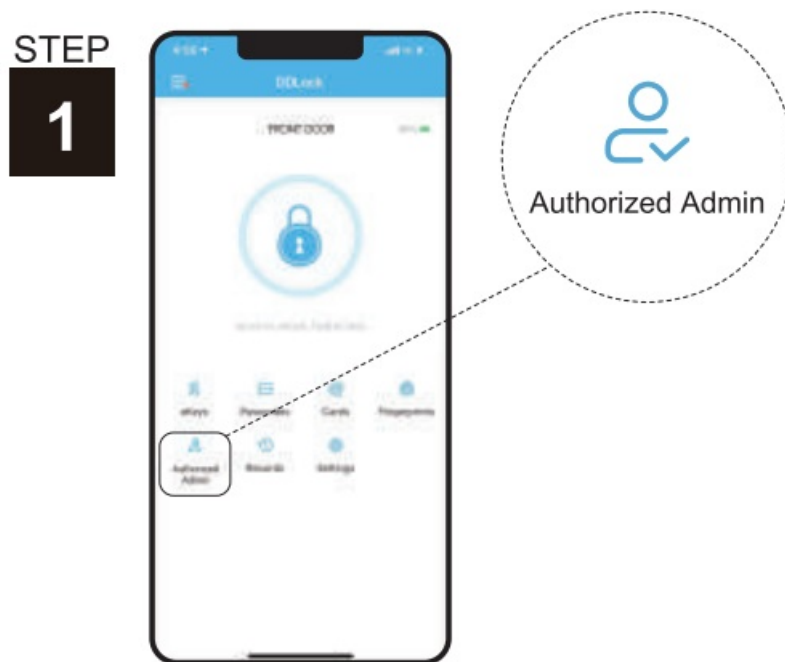 STEP
1
DDLock
FRONT DOOR
eKeys
Passcodes
Cards
Fingerprints
Authorized
Admin
Records
Settings
Authorized Admin